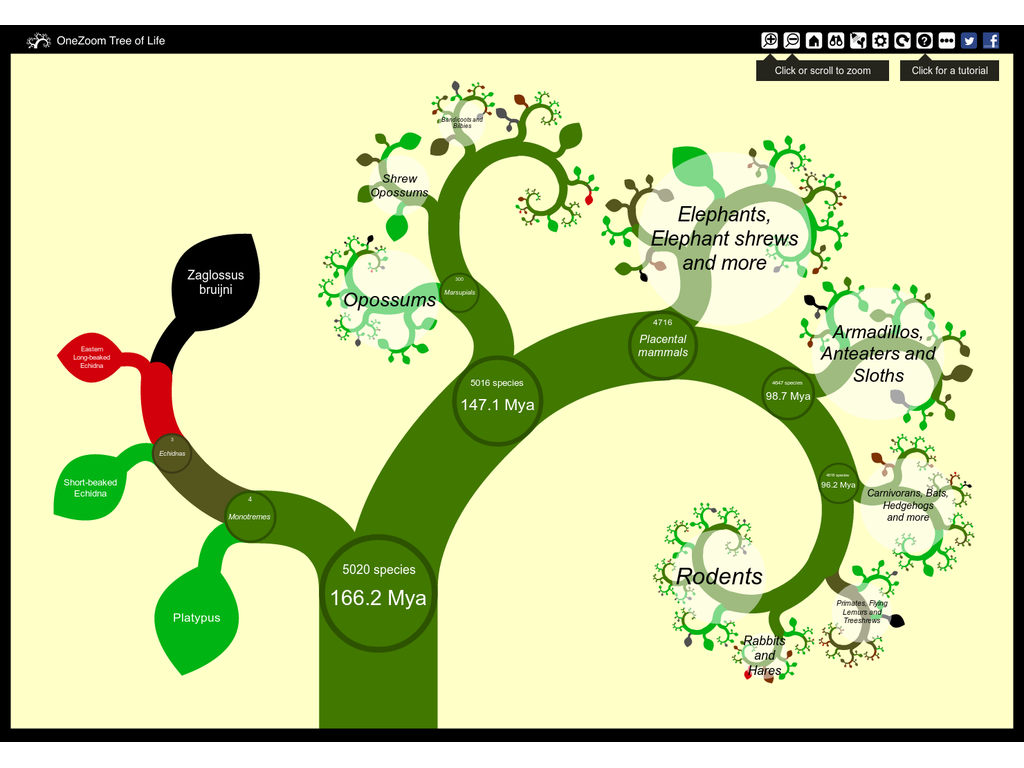 OneZoom Tree of Life
Click or scroll to zoom
Click for a tutorial
Bandicoots and
Bilbies
Shrew
Opossums
Elephants,
Elephant shrews
and more
Zaglossus
bruijni
Opossums
300
Marsupials
4716
Placental
mammals
Armadillos,
Anteaters and
Sloths
Eastern
Long-beaked
Echidna
5016 species
147.1 Mya
4647 species
98.7 Mya
3
Echidnas
Short-beaked
Echidna
96.2 Mya
Carnivorans, Bats,
Hedgehogs
and more
4
Monotremes
5020 species
166.2 Mya
Rodents
Primates, Flying
Lemurs and
Treeshrews
Platypus
Rabbits
and
Hares